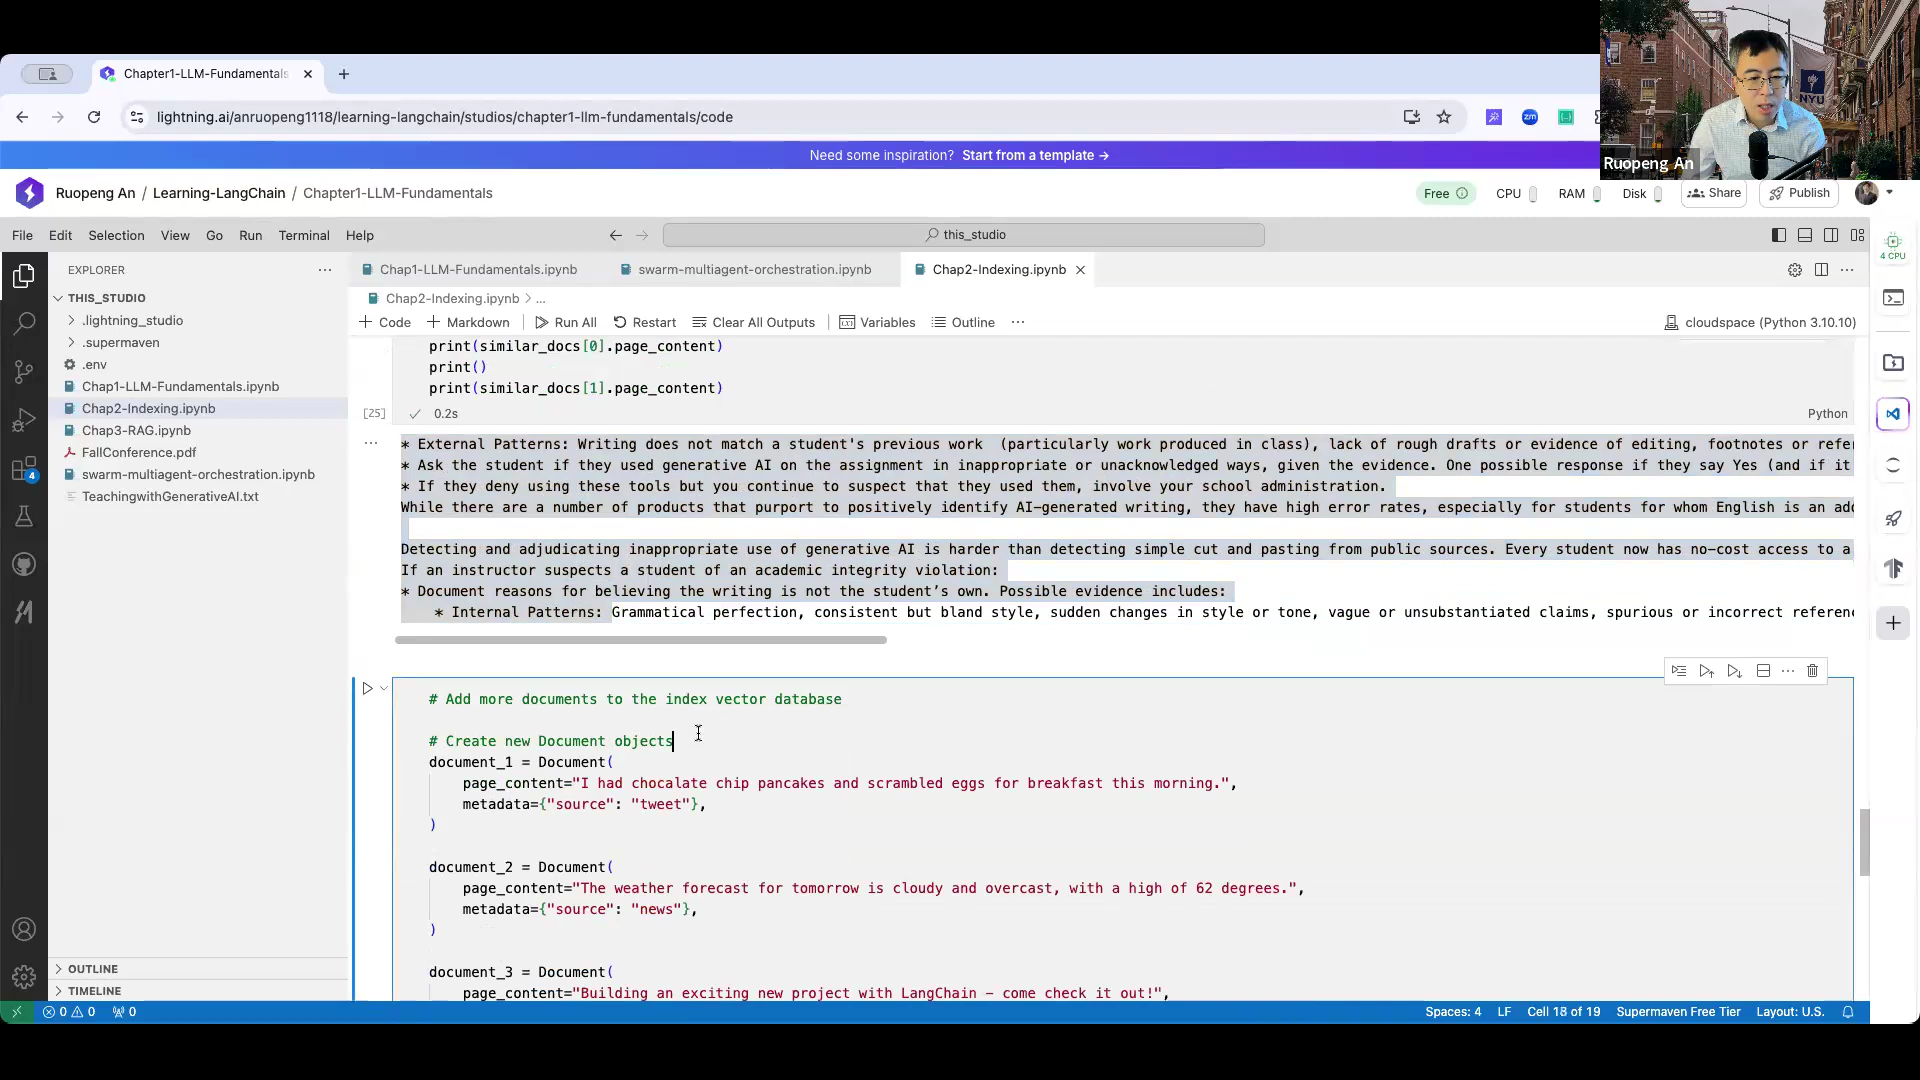 Chapter1-LLM-Fundamentals
lightning.ai/anruopeng1118/learning-langchain/studios/chapter1-llm-fundamentals/code
Need some inspiration? Start from a template →
NYU
Ruopeng An
Ruopeng An / Learning-LangChain / Chapter1-LLM-Fundamentals
Free CPU RAM Disk Share Publish
File Edit Selection View Go Run Terminal Help
this_studio
4 CPU
EXPLORER
Chap1-LLM-Fundamentals.ipynb swarm-multiagent-orchestration.ipynb Chap2-Indexing.ipynb
THIS_STUDIO
.lightning_studio
.supermaven
.env
Chap1-LLM-Fundamentals.ipynb
Chap2-Indexing.ipynb
Chap3-RAG.ipynb
FallConference.pdf
swarm-multiagent-orchestration.ipynb
TeachingwithGenerativeAI.txt
4
OUTLINE
TIMELINE
Chap2-Indexing.ipynb > ...
Code Markdown Run All Restart Clear All Outputs Variables Outline ... cloudspace (Python 3.10.10)
print(similar_docs[0].page_content)
print()
print(similar_docs[1].page_content)
[25] 0.2s Python
* External Patterns: Writing does not match a student's previous work  (particularly work produced in class), lack of rough drafts or evidence of editing, footnotes or refe
* Ask the student if they used generative AI on the assignment in inappropriate or unacknowledged ways, given the evidence. One possible response if they say Yes (and if it
* If they deny using these tools but you continue to suspect that they used them, involve your school administration.
While there are a number of products that purport to positively identify AI-generated writing, they have high error rates, especially for students for whom English is an ad
Detecting and adjudicating inappropriate use of generative AI is harder than detecting simple cut and pasting from public sources. Every student now has no-cost access to a
If an instructor suspects a student of an academic integrity violation:
* Document reasons for believing the writing is not the student’s own. Possible evidence includes:
* Internal Patterns: Grammatical perfection, consistent but bland style, sudden changes in style or tone, vague or unsubstantiated claims, spurious or incorrect referenc
# Add more documents to the index vector database
# Create new Document objects
document_1 = Document(
page_content="I had chocalate chip pancakes and scrambled eggs for breakfast this morning.",
metadata={"source": "tweet"},
)
document_2 = Document(
page_content="The weather forecast for tomorrow is cloudy and overcast, with a high of 62 degrees.",
metadata={"source": "news"},
)
document_3 = Document(
page_content="Building an exciting new project with LangChain - come check it out!",
0 0 0 Spaces: 4 LF Cell 18 of 19 Supermaven Free Tier Layout: U.S.